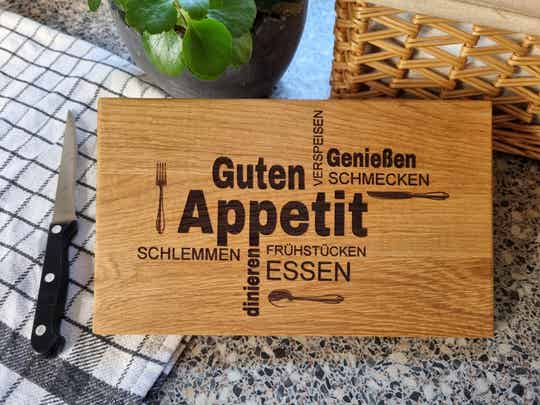 VERSPEISEN
Guten
Genießen
SCHMECKEN
Appetit
SCHLEMMEN
FRÜHSTÜCKEN
dinieren
ESSEN